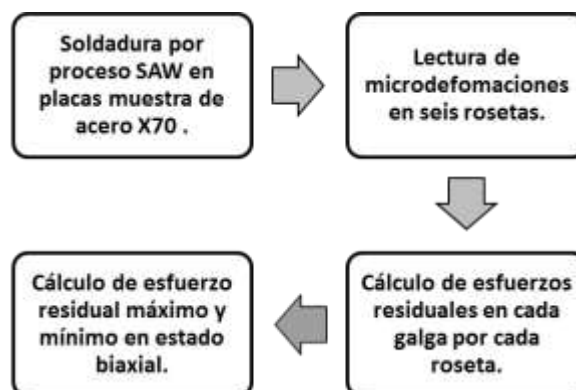 Soldadura por
proceso SAW en
placas muestra de
acero X70 .
Lectura de
microdefomaciones
en seis rosetas.
Cálculo de esfuerzos
residuales en cada
galga por cada
roseta.
Cálculo de esfuerzo
residual máximo y
mínimo en estado
biaxial.